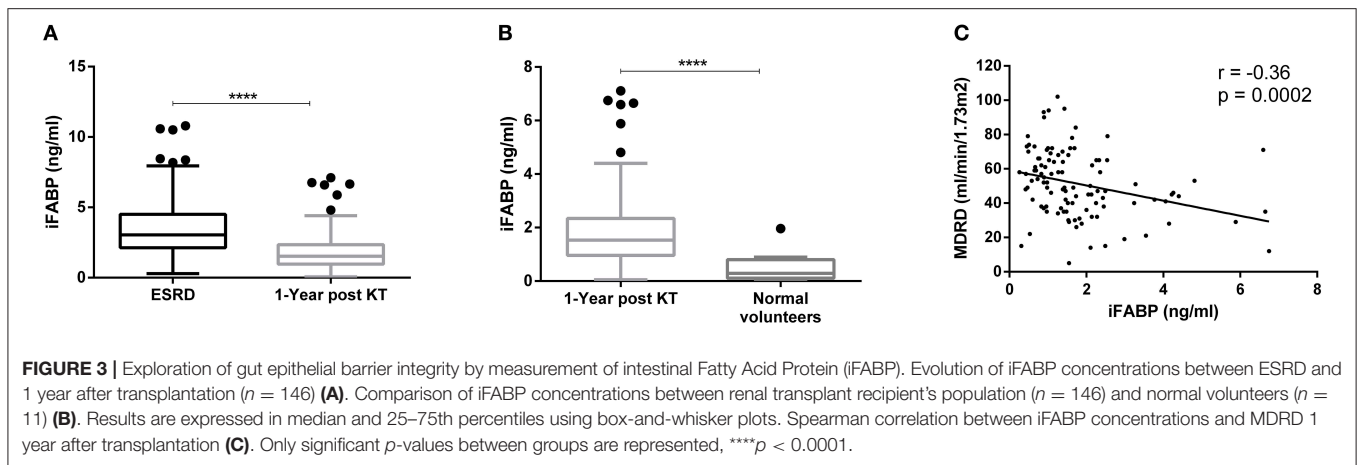 A
15
10
5
0
iFABP (ng/ml)
****
ESRD
1-Year post KT
B
8
6
4
2
0
iFABP (ng/ml)
****
1-Year post KT
Normal
volunteers
C
120
100
80
60
40
20
0
MDRD (ml/min/1.73m2)
r = -0.36
p = 0.0002
0
2
4
6
8
iFABP (ng/ml)
FIGURE 3 | Exploration of gut epithelial barrier integrity by measurement of intestinal Fatty Acid Protein (iFABP). Evolution of iFABP concentrations between ESRD and
1 year after transplantation (n = 146) (A). Comparison of iFABP concentrations between renal transplant recipient's population (n = 146) and normal volunteers (n =
11) (B). Results are expressed in median and 25–75th percentiles using box-and-whisker plots. Spearman correlation between iFABP concentrations and MDRD 1
year after transplantation (C). Only significant p-values between groups are represented, ****p < 0.0001.